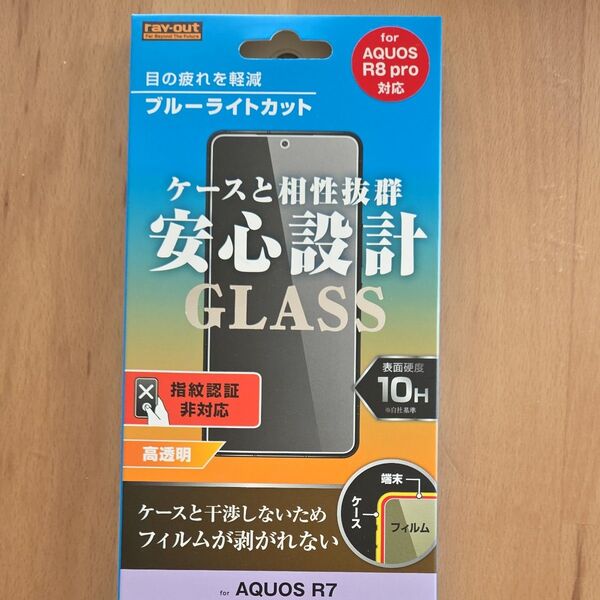 ray-out
Far Beyond The Future
for
AQUOS
R8 pro
対応
目の疲れを軽減
ブルーライトカット
ケースと相性抜群
安心設計
GLASS
表面硬度
10H
※自社基準
指紋認証
非対応
高透明
端末
ケース
フィルム
ケースと干渉しないため
フィルムが剥がれない
for AQUOS R7